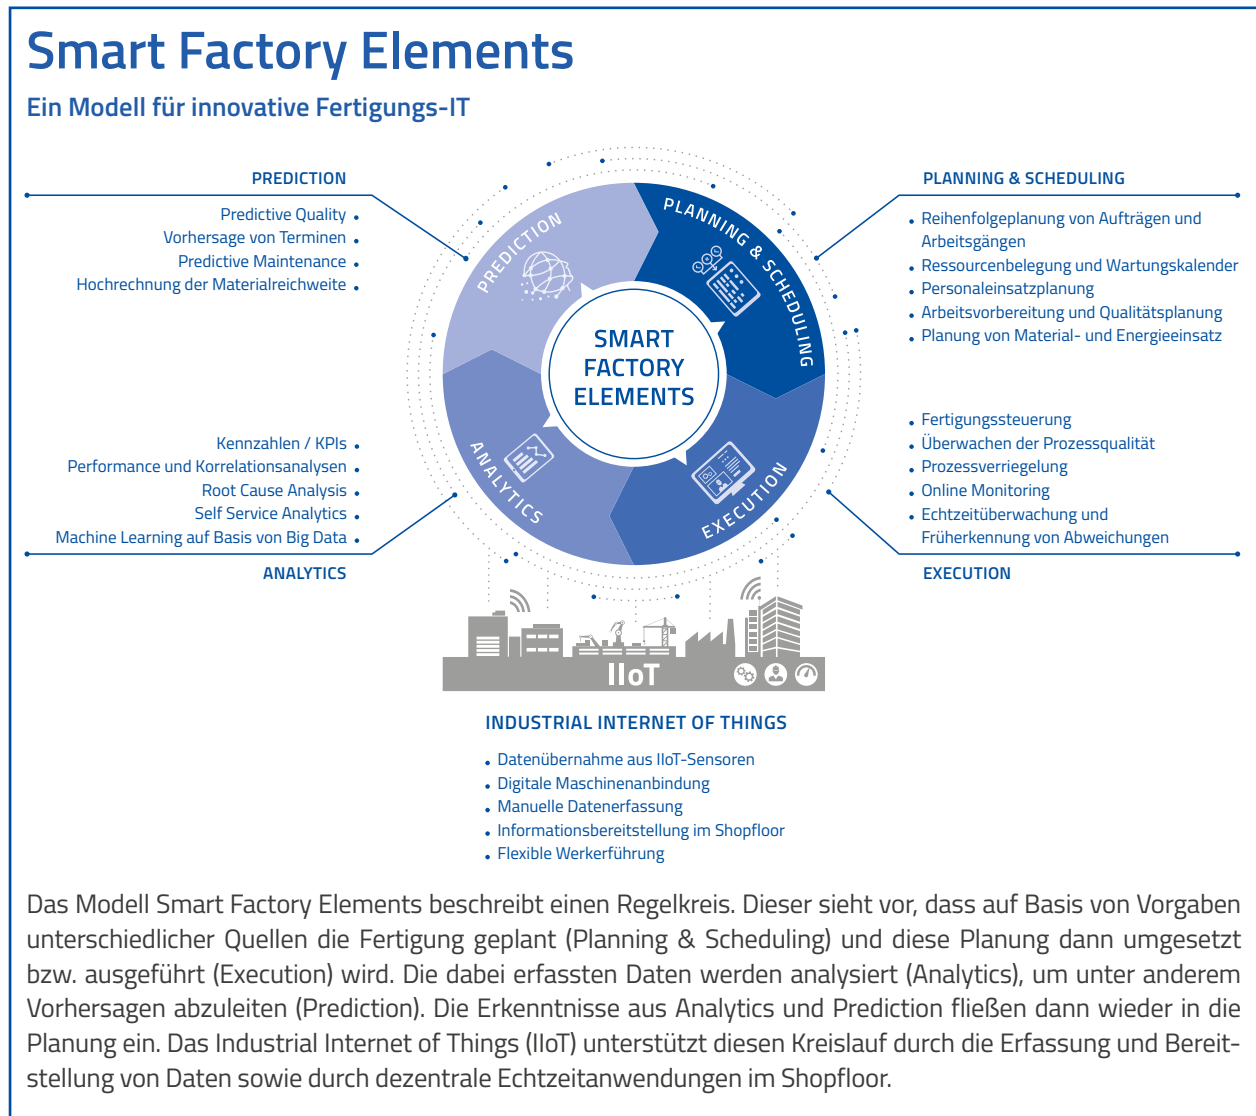 Smart Factory Elements
Ein Modell für innovative Fertigungs-IT
PREDICTION
Predictive Quality •
Vorhersage von Terminen •
Predictive Maintenance •
Hochrechnung der Materialreichweite •
PLANNING & SCHEDULING
• Reihenfolgeplanung von Aufträgen und
Arbeitsgängen
• Ressourcenbelegung und Wartungskalender
• Personaleinsatzplanung
• Arbeitsvorbereitung und Qualitätsplanung
• Planung von Material- und Energieeinsatz
PREDICTION
PLANNING & SCHEDULING
SMART
FACTORY
ELEMENTS
ANALYTICS
EXECUTION
Kennzahlen / KPIs •
Performance und Korrelationsanalysen •
Root Cause Analysis •
Self Service Analytics •
Machine Learning auf Basis von Big Data •
ANALYTICS
• Fertigungssteuerung
• Überwachen der Prozessqualität
• Prozessverriegelung
• Online Monitoring
• Echtzeitüberwachung und
Früherkennung von Abweichungen
EXECUTION
IIoT
INDUSTRIAL INTERNET OF THINGS
• Datenübernahme aus IIoT-Sensoren
• Digitale Maschinenanbindung
• Manuelle Datenerfassung
• Informationsbereitstellung im Shopfloor
• Flexible Werkerführung
Das Modell Smart Factory Elements beschreibt einen Regelkreis. Dieser sieht vor, dass auf Basis von Vorgaben
unterschiedlicher Quellen die Fertigung geplant (Planning & Scheduling) und diese Planung dann umgesetzt
bzw. ausgeführt (Execution) wird. Die dabei erfassten Daten werden analysiert (Analytics), um unter anderem
Vorhersagen abzuleiten (Prediction). Die Erkenntnisse aus Analytics und Prediction fließen dann wieder in die
Planung ein. Das Industrial Internet of Things (IIoT) unterstützt diesen Kreislauf durch die Erfassung und Bereit-
stellung von Daten sowie durch dezentrale Echtzeitanwendungen im Shopfloor.